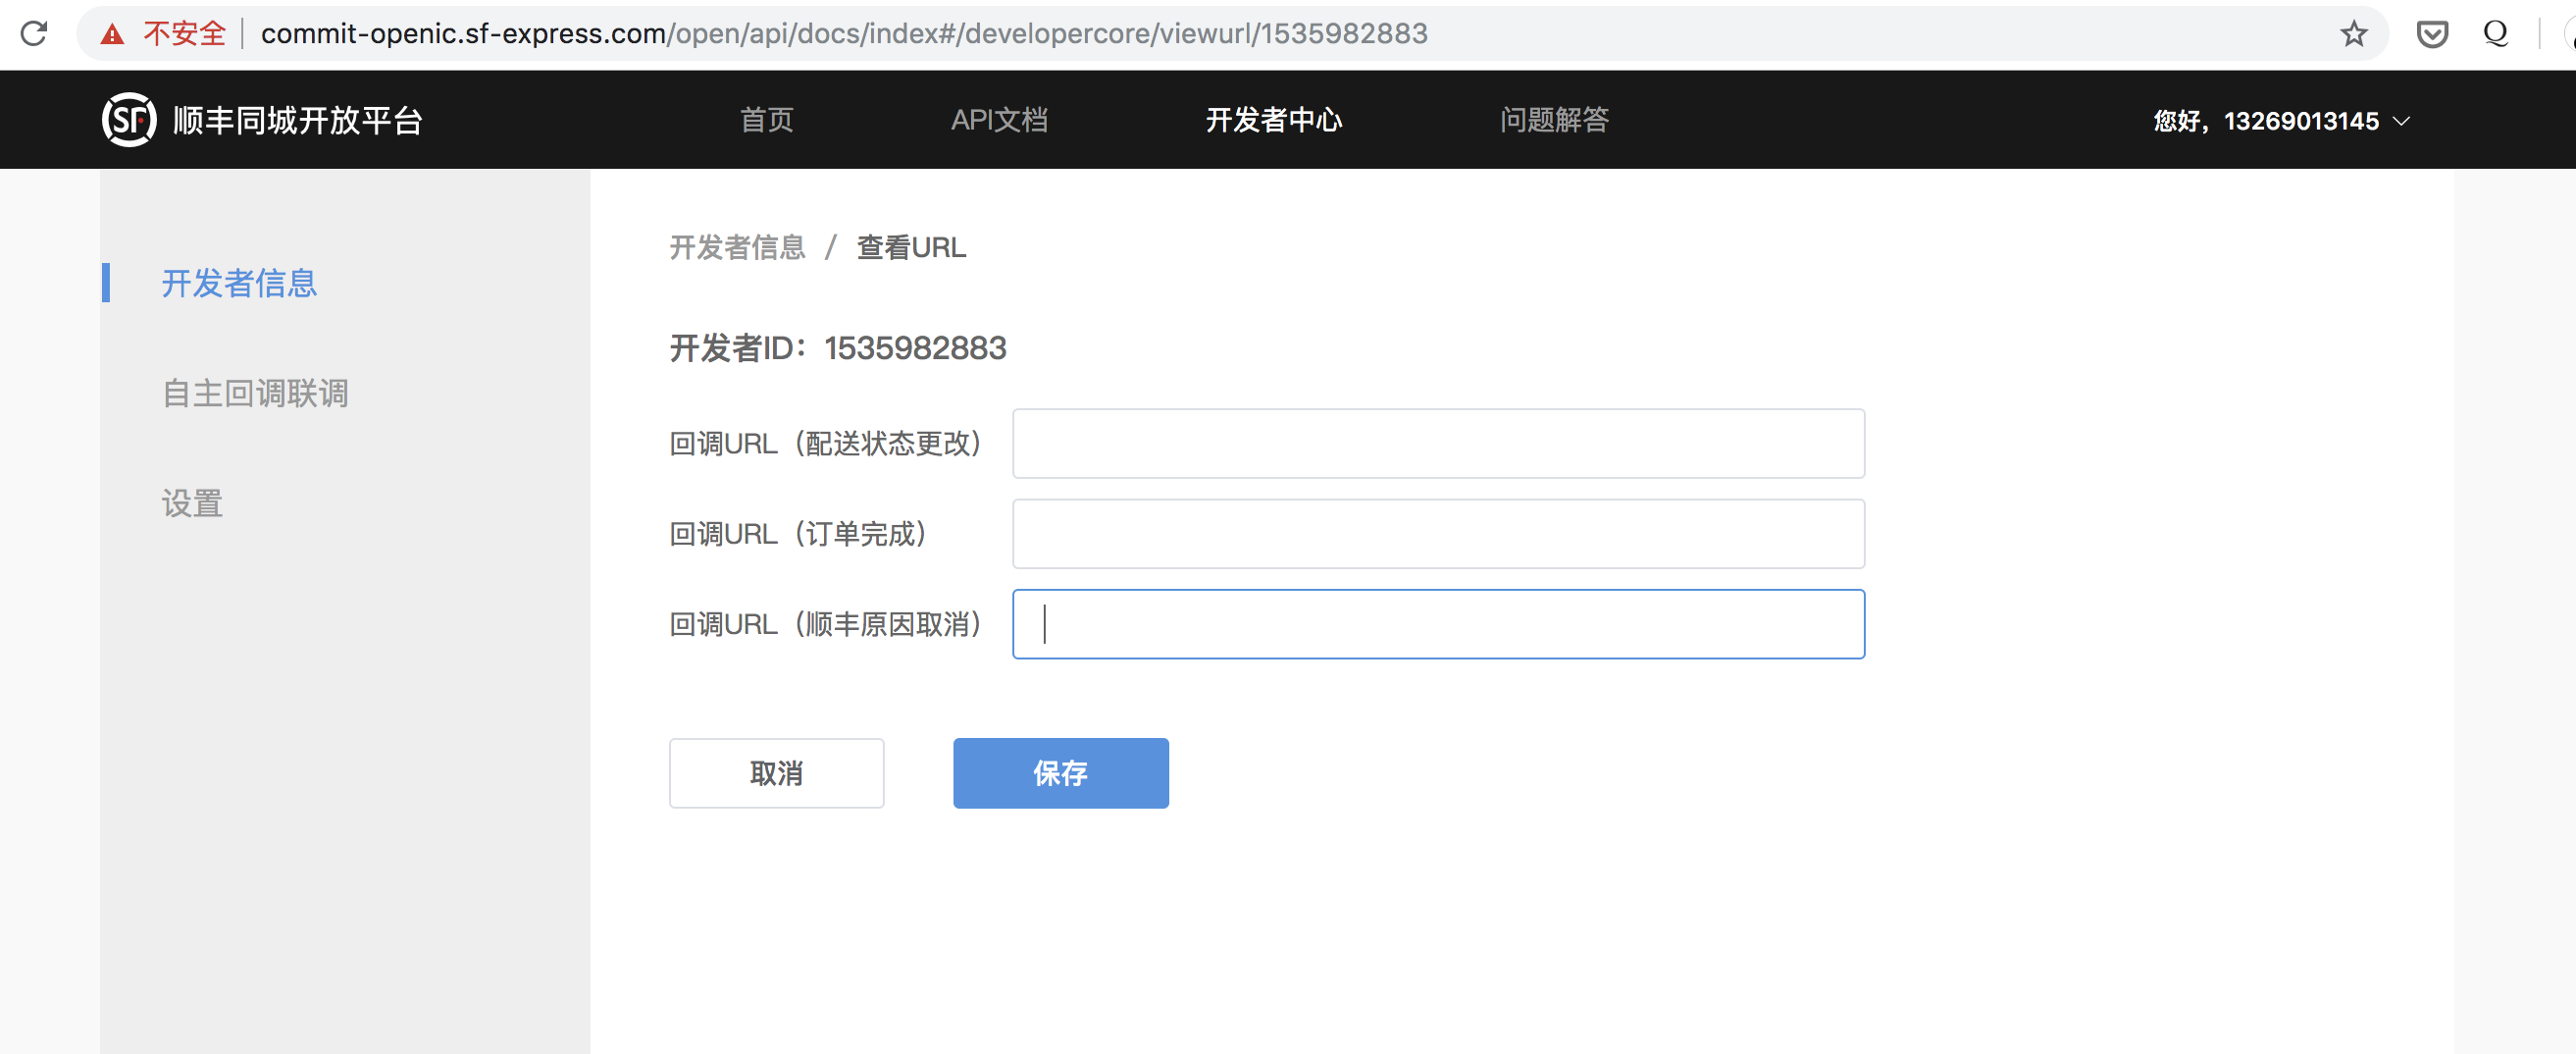 不安全 commit-openic.sf-express.com/open/api/docs/index#/developercore/viewurl/1535982883
SF 顺丰同城开放平台 首页 API文档 开发者中心 问题解答 您好，13269013145
开发者信息 / 查看URL
开发者信息
开发者ID：1535982883
自主回调联调
回调URL（配送状态更改）
设置
回调URL（订单完成）
回调URL（顺丰原因取消）
取消 保存